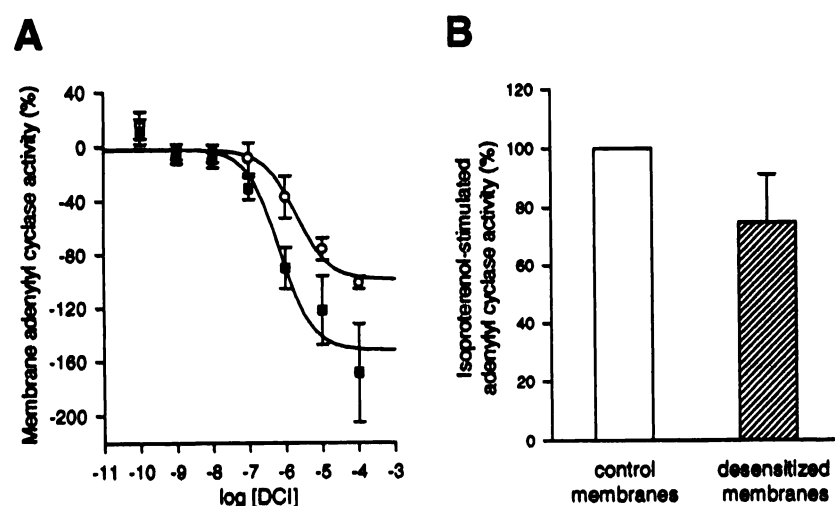 A
Membrane adenylyl cyclase activity (%)
40
0
-40
-80
-120
-160
-200
-11 -10 -9 -8 -7 -6 -5 -4 -3
log [DCI]
B
Isoproterenol-stimulated
adenylyl cyclase activity (%)
120
100
80
60
40
20
0
control
membranes
desensitized
membranes